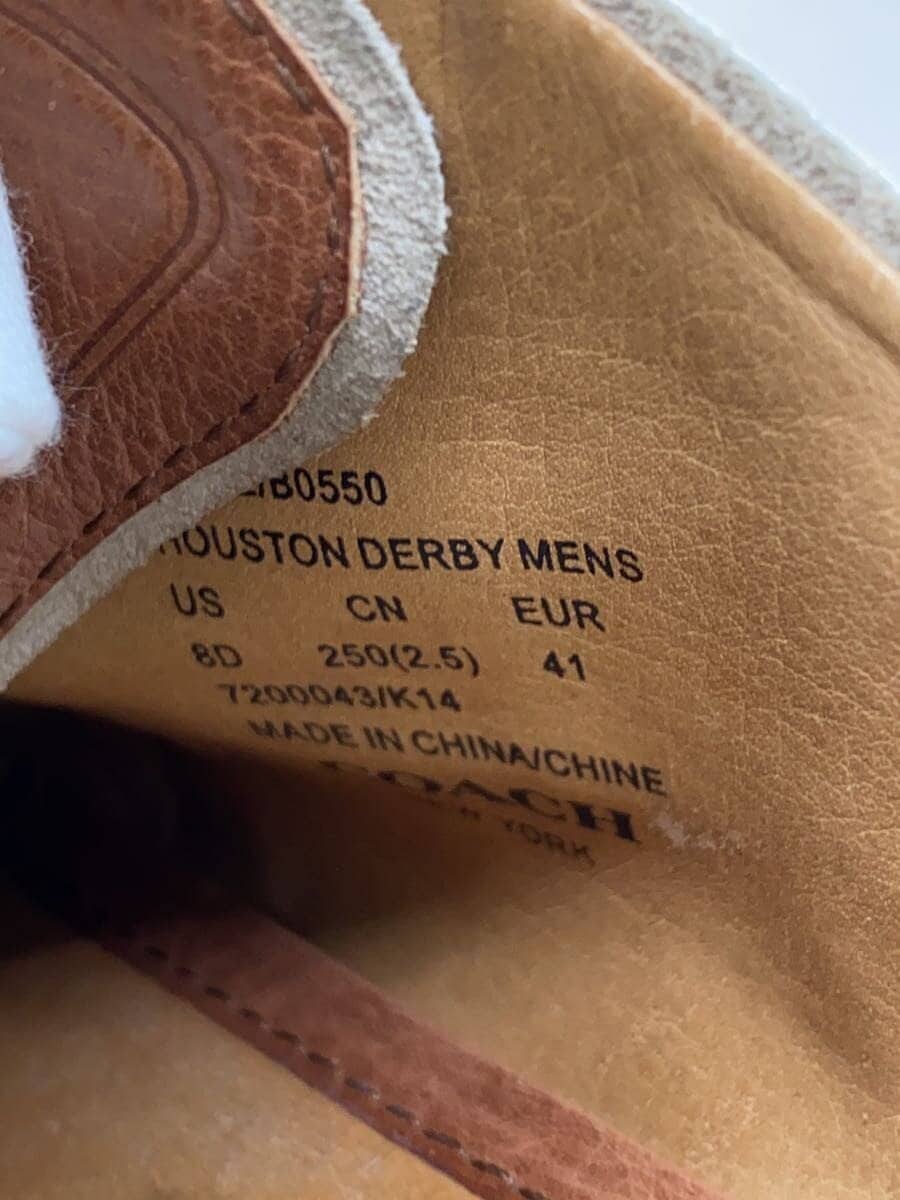 B0550
HOUSTON DERBY MENS
US CN EUR
8D 250(2.5) 41
7200043/K14
MADE IN CHINA/CHINE
COACH
YORK